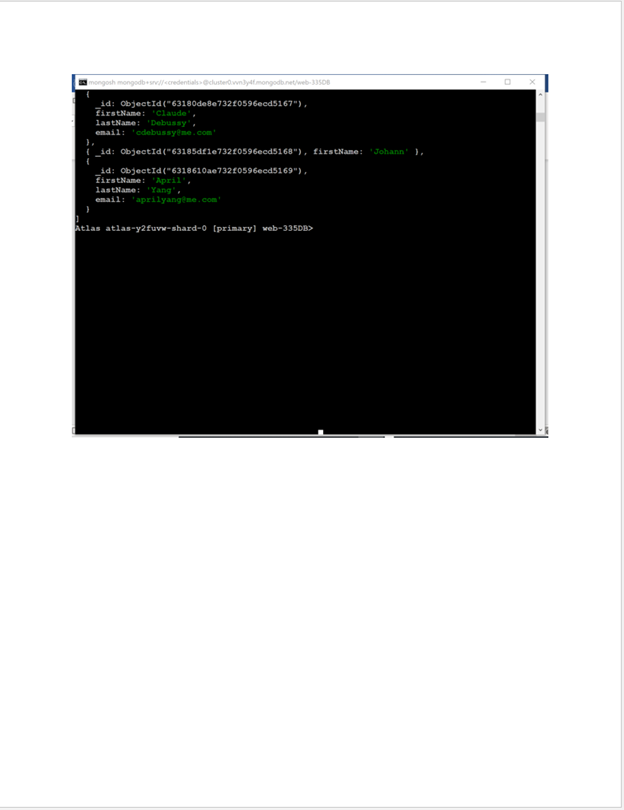 mongosh mongodb+srv://<credentials>@cluster0.vvn3y4f.mongodb.net/web-335DB
{
_id: ObjectId("63180de8e732f0596ecd5167"),
firstName: 'Claude',
lastName: 'Debussy',
email: 'cdebussy@me.com'
},
{ _id: ObjectId("63185df1e732f0596ecd5168"), firstName: 'Johann' },
{
_id: ObjectId("6318610ae732f0596ecd5169"),
firstName: 'April',
lastName: 'Yang',
email: 'aprilyang@me.com'
}
]
Atlas atlas-y2fuvw-shard-0 [primary] web-335DB>